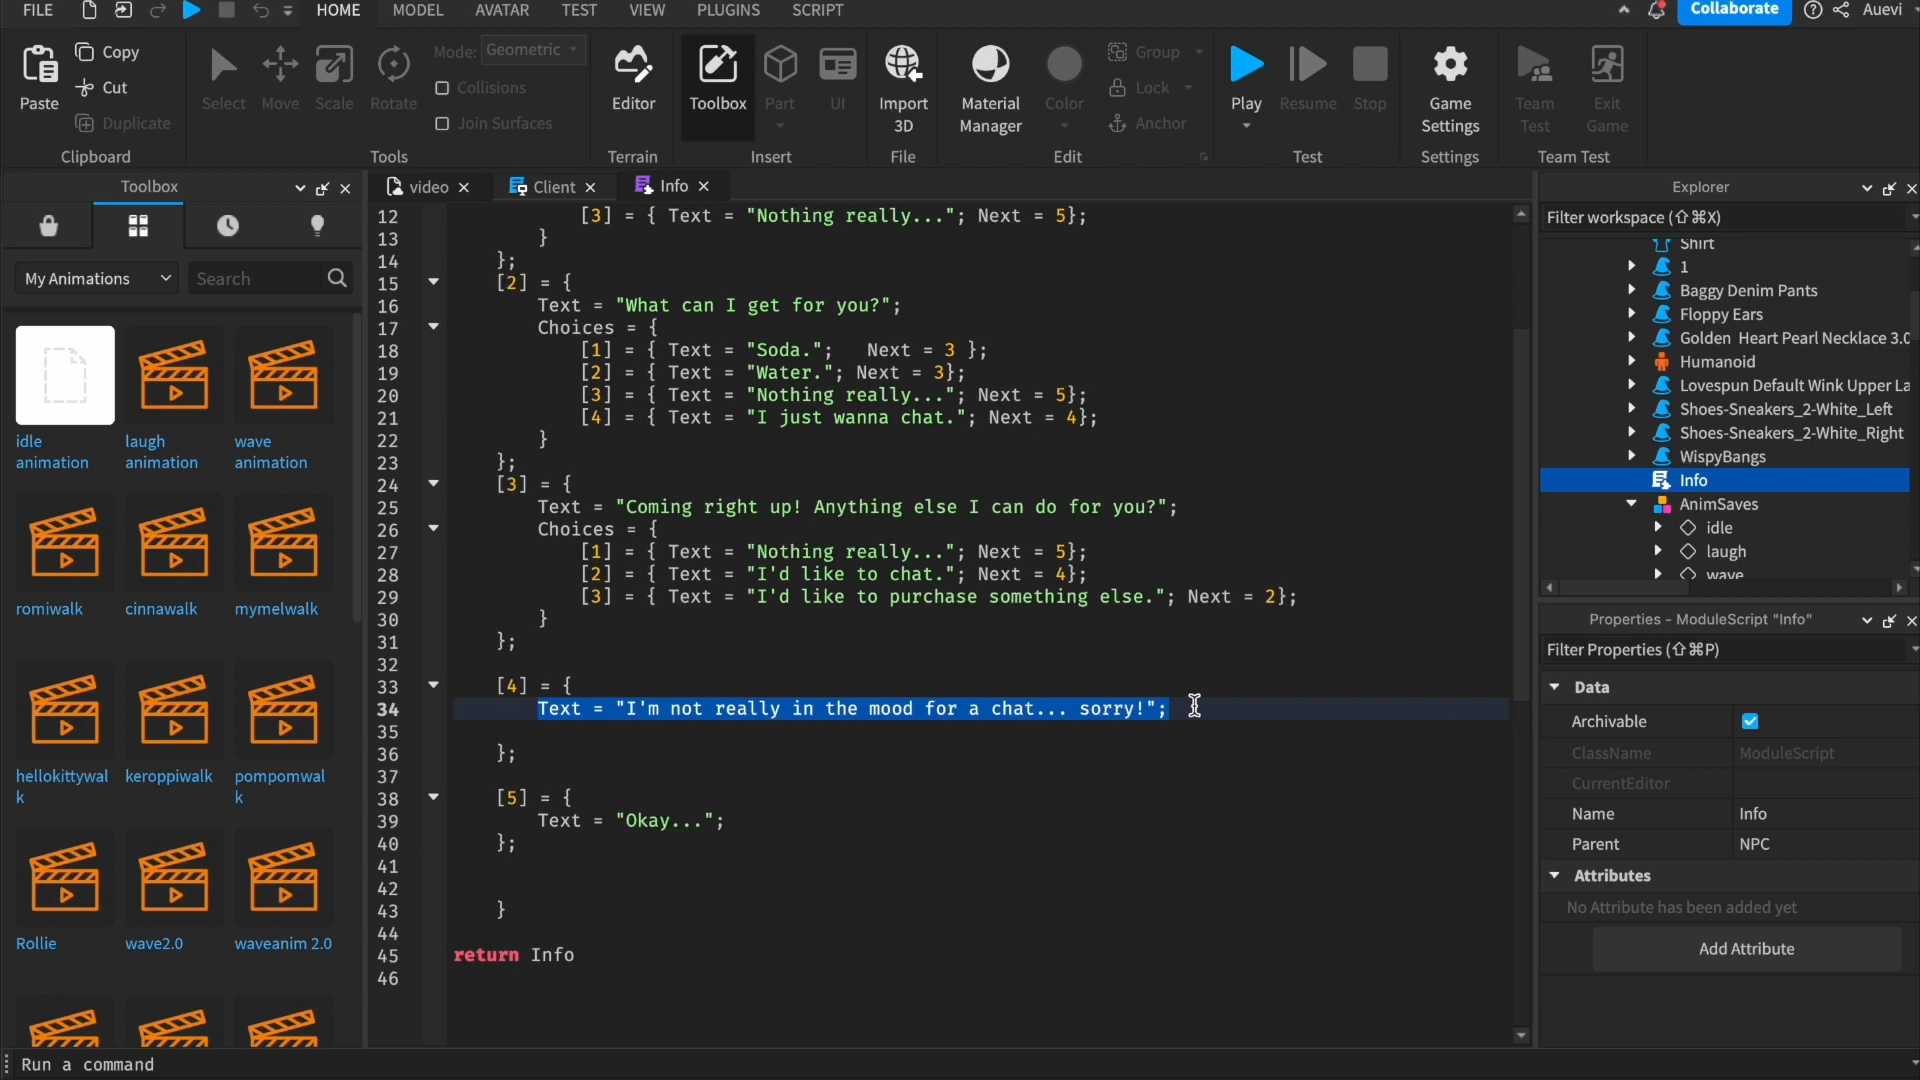 FILE HOME MODEL AVATAR TEST VIEW PLUGINS SCRIPT Collaborate Auevi
Paste Copy Cut Duplicate
Clipboard
Select Move Scale Rotate
Mode: Geometric
Collisions
Join Surfaces
Tools
Editor
Terrain
Toolbox Part UI
Insert
Import 3D
File
Material Manager Color Group Lock Anchor
Edit
Play Resume Stop
Test
Game Settings
Settings
Team Test Exit Game
Team Test
Toolbox
My Animations Search
idle animation laugh animation wave animation
romiwalk cinnawalk mymelwalk
hellokittywalk keroppiwalk pompomwalk
Rollie wave2.0 waveanim 2.0
video Client Info
12 [3] = { Text = "Nothing really..."; Next = 5};
13 }
14 };
15 [2] = {
16 Text = "What can I get for you?";
17 Choices = {
18 [1] = { Text = "Soda."; Next = 3 };
19 [2] = { Text = "Water."; Next = 3};
20 [3] = { Text = "Nothing really..."; Next = 5};
21 [4] = { Text = "I just wanna chat."; Next = 4};
22 }
23 };
24 [3] = {
25 Text = "Coming right up! Anything else I can do for you?";
26 Choices = {
27 [1] = { Text = "Nothing really..."; Next = 5};
28 [2] = { Text = "I'd like to chat."; Next = 4};
29 [3] = { Text = "I'd like to purchase something else."; Next = 2};
30 }
31 };
32
33 [4] = {
34 Text = "I'm not really in the mood for a chat... sorry!";
35
36 };
37
38 [5] = {
39 Text = "Okay...";
40 };
41
42
43 }
44
45 return Info
46
Explorer
Filter workspace (⇧⌘X)
Shirt
1
Baggy Denim Pants
Floppy Ears
Golden Heart Pearl Necklace 3.0
Humanoid
Lovespun Default Wink Upper La
Shoes-Sneakers_2-White_Left
Shoes-Sneakers_2-White_Right
WispyBangs
Info
AnimSaves
idle
laugh
wave
Properties - ModuleScript "Info"
Filter Properties (⇧⌘P)
Data
Archivable
ClassName ModuleScript
CurrentEditor
Name Info
Parent NPC
Attributes
No Attribute has been added yet
Add Attribute
Run a command